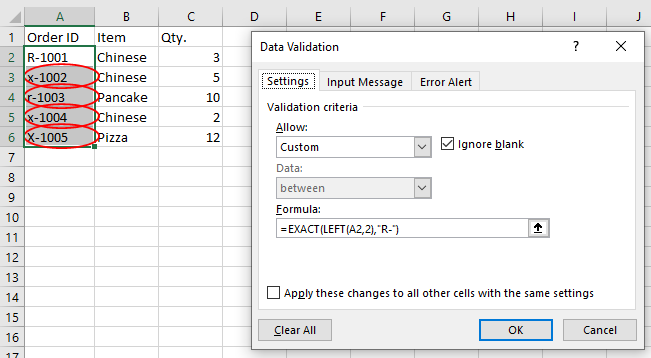 A B C D E F G H I J
1 Order ID Item Qty.
2 R-1001 Chinese 3
3 x-1002 Chinese 5
4 r-1003 Pancake 10
5 x-1004 Chinese 2
6 X-1005 Pizza 12
7
8
9
10
11
12
13
14
15
16
17
Data Validation ? ×
Settings Input Message Error Alert
Validation criteria
Allow:
Custom Ignore blank
Data:
between
Formula:
=EXACT(LEFT(A2,2),"R-")
Apply these changes to all other cells with the same settings
Clear All OK Cancel